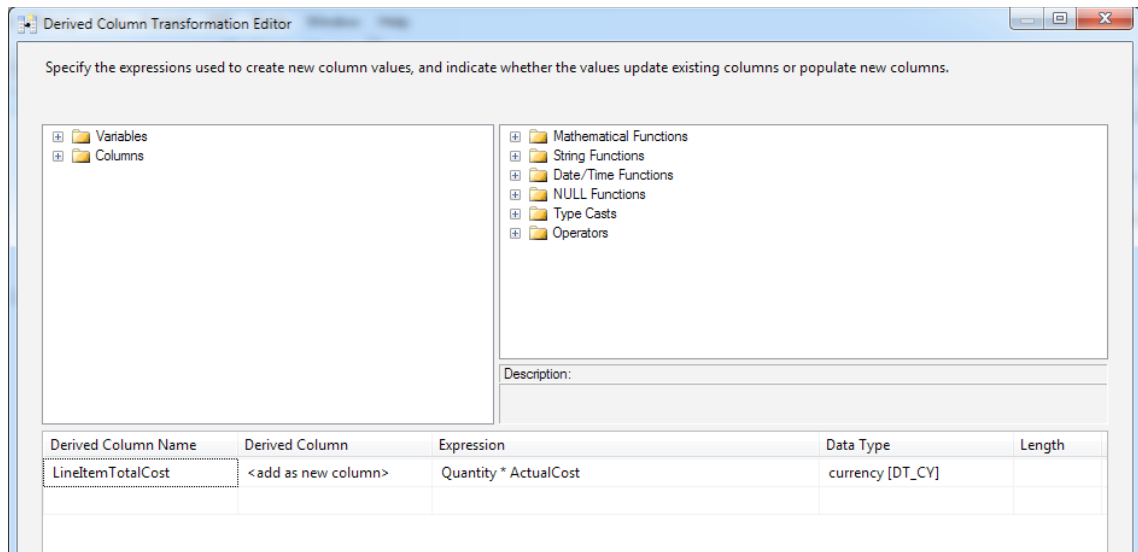 Derived Column Transformation Editor
Specify the expressions used to create new column values, and indicate whether the values update existing columns or populate new columns.
Variables
Columns
Mathematical Functions
String Functions
Date/Time Functions
NULL Functions
Type Casts
Operators
Description:
Derived Column Name Derived Column Expression Data Type Length
LineItemTotalCost <add as new column> Quantity * ActualCost currency [DT_CY]